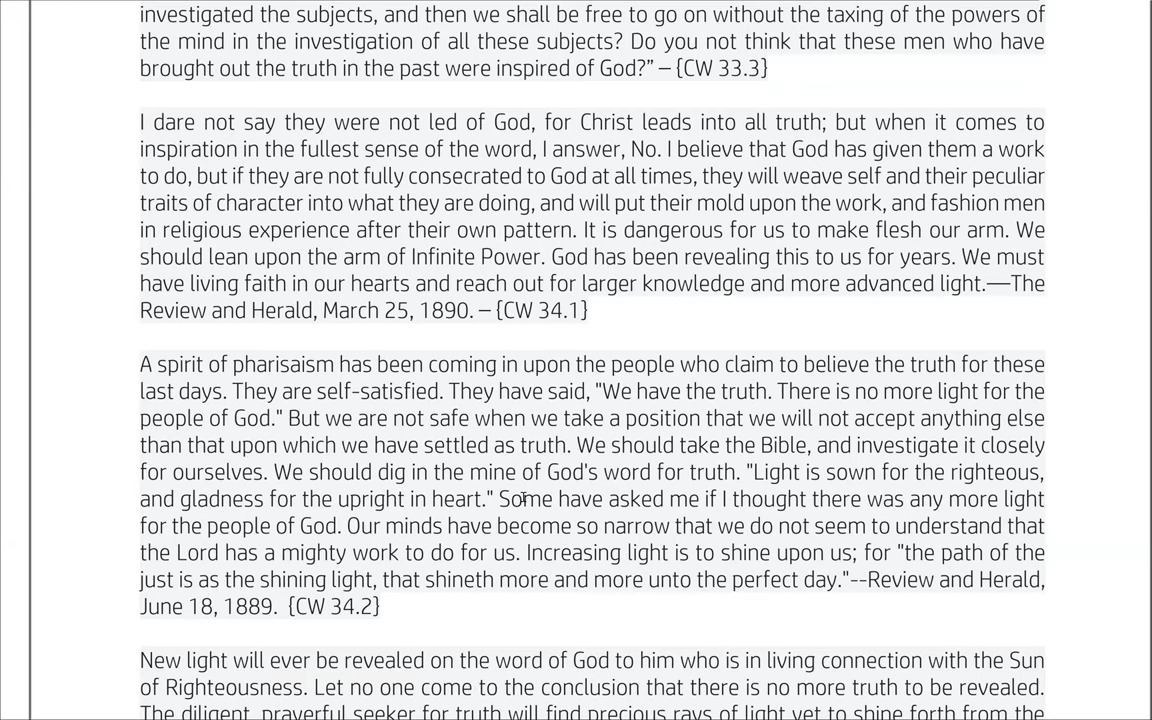 investigated the subjects, and then we shall be free to go on without the taxing of the powers of
the mind in the investigation of all these subjects? Do you not think that these men who have
brought out the truth in the past were inspired of God?” – {CW 33.3}
I dare not say they were not led of God, for Christ leads into all truth; but when it comes to
inspiration in the fullest sense of the word, I answer, No. I believe that God has given them a work
to do, but if they are not fully consecrated to God at all times, they will weave self and their peculiar
traits of character into what they are doing, and will put their mold upon the work, and fashion men
in religious experience after their own pattern. It is dangerous for us to make flesh our arm. We
should lean upon the arm of Infinite Power. God has been revealing this to us for years. We must
have living faith in our hearts and reach out for larger knowledge and more advanced light.—The
Review and Herald, March 25, 1890. – {CW 34.1}
A spirit of pharisaism has been coming in upon the people who claim to believe the truth for these
last days. They are self-satisfied. They have said, "We have the truth. There is no more light for the
people of God." But we are not safe when we take a position that we will not accept anything else
than that upon which we have settled as truth. We should take the Bible, and investigate it closely
for ourselves. We should dig in the mine of God's word for truth. "Light is sown for the righteous,
and gladness for the upright in heart." Some have asked me if I thought there was any more light
for the people of God. Our minds have become so narrow that we do not seem to understand that
the Lord has a mighty work to do for us. Increasing light is to shine upon us; for "the path of the
just is as the shining light, that shineth more and more unto the perfect day."--Review and Herald,
June 18, 1889. {CW 34.2}
New light will ever be revealed on the word of God to him who is in living connection with the Sun
of Righteousness. Let no one come to the conclusion that there is no more truth to be revealed.
The diligent, prayerful seeker for truth will find precious rays of light yet to shine forth from the